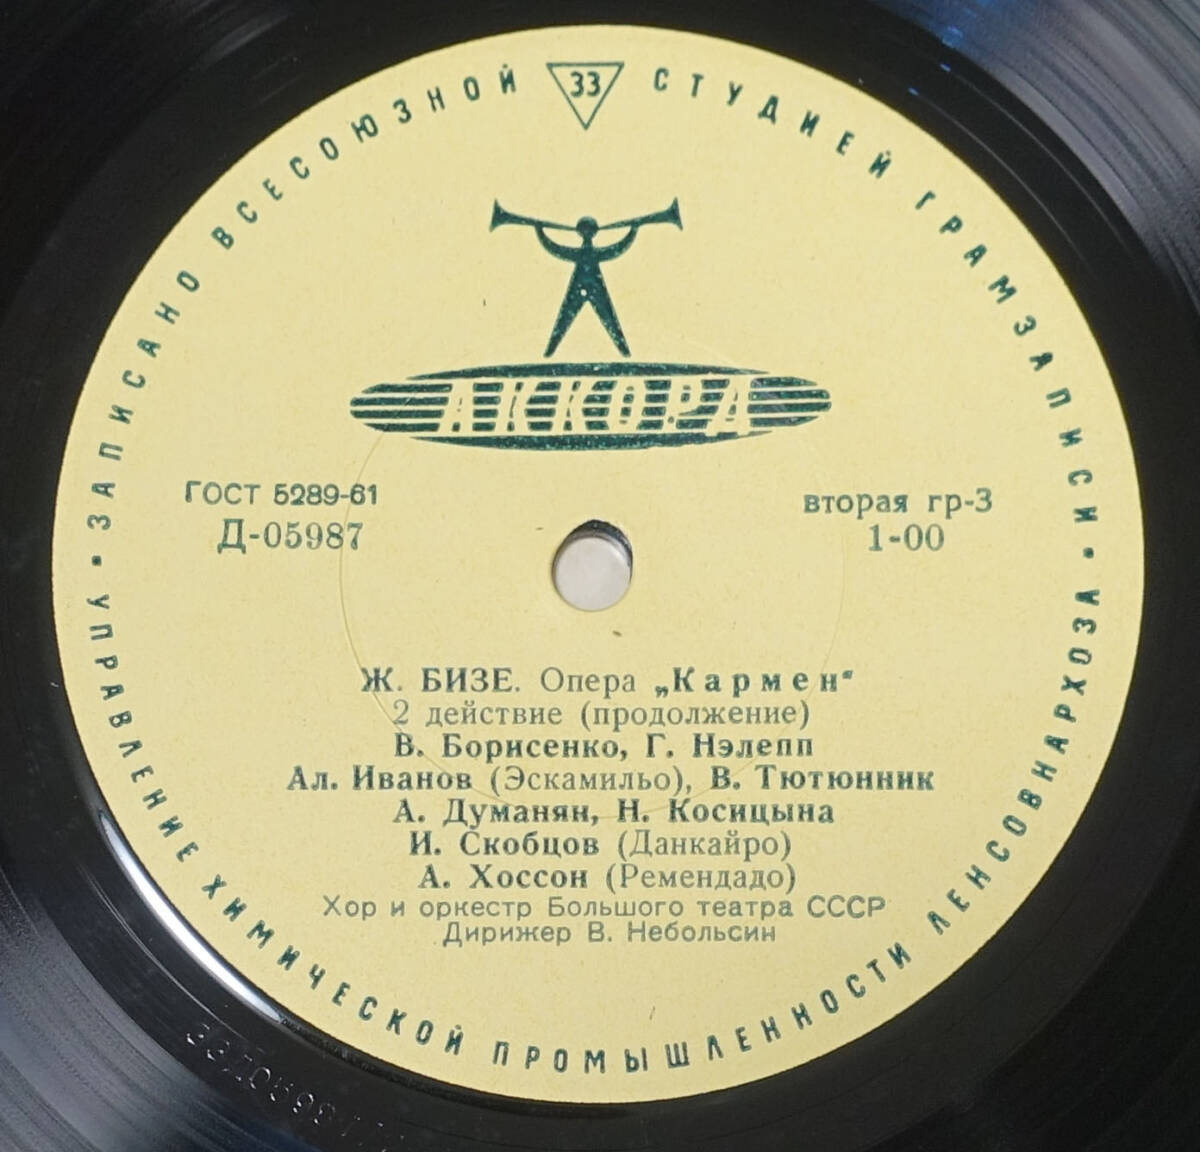 ЗАПИСАНО ВСЕСОЮЗНОЙ СТУДИЕЙ ГРАМЗАПИСИ
33
АККОРД
ГОСТ 5289-61
Д-05987
вторая гр-3
1-00
Ж. БИЗЕ. Опера „Кармен“
2 действие (продолжение)
В. Борисенко, Г. Нэлепп
Ал. Иванов (Эскамильо), В. Тютюнник
А. Думанян, Н. Косицына
И. Скобцов (Данкайро)
А. Хоссон (Ремендадо)
Хор и оркестр Большого театра СССР
Дирижер В. Небольсин
УПРАВЛЕНИЕ ХИМИЧЕСКОЙ ПРОМЫШЛЕННОСТИ ЛЕНСОВНАРХОЗА